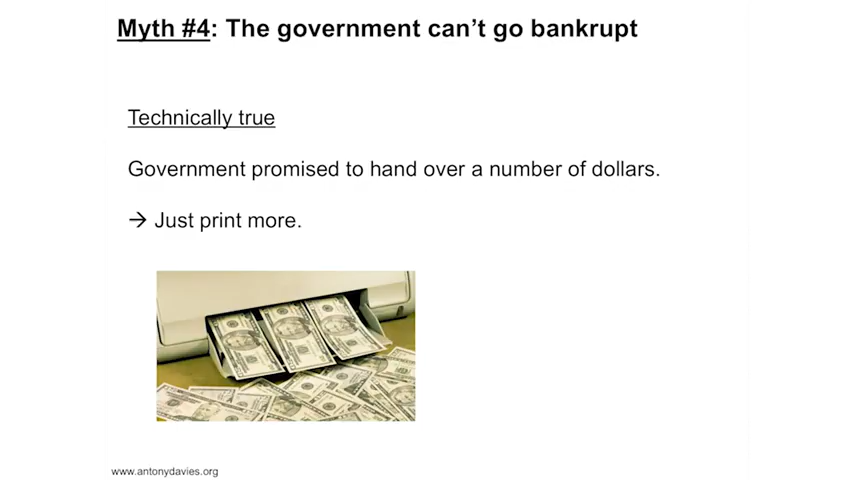 Myth #4: The government can't go bankrupt
Technically true
Government promised to hand over a number of dollars.
→ Just print more.
www.antonydavies.org